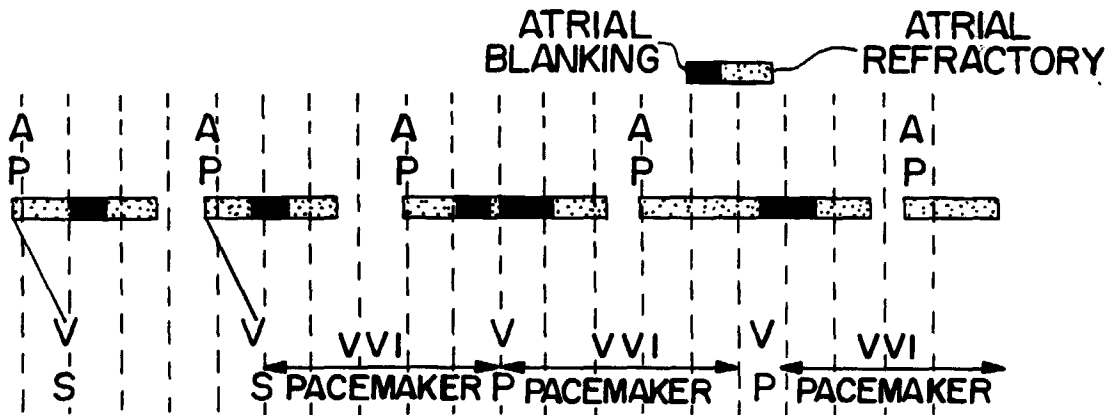 ATRIAL BLANKING
ATRIAL REFRACTORY
A A A A A
P P P P P
V V VVI V VVI V VVI
S S PACEMAKER P PACEMAKER P PACEMAKER